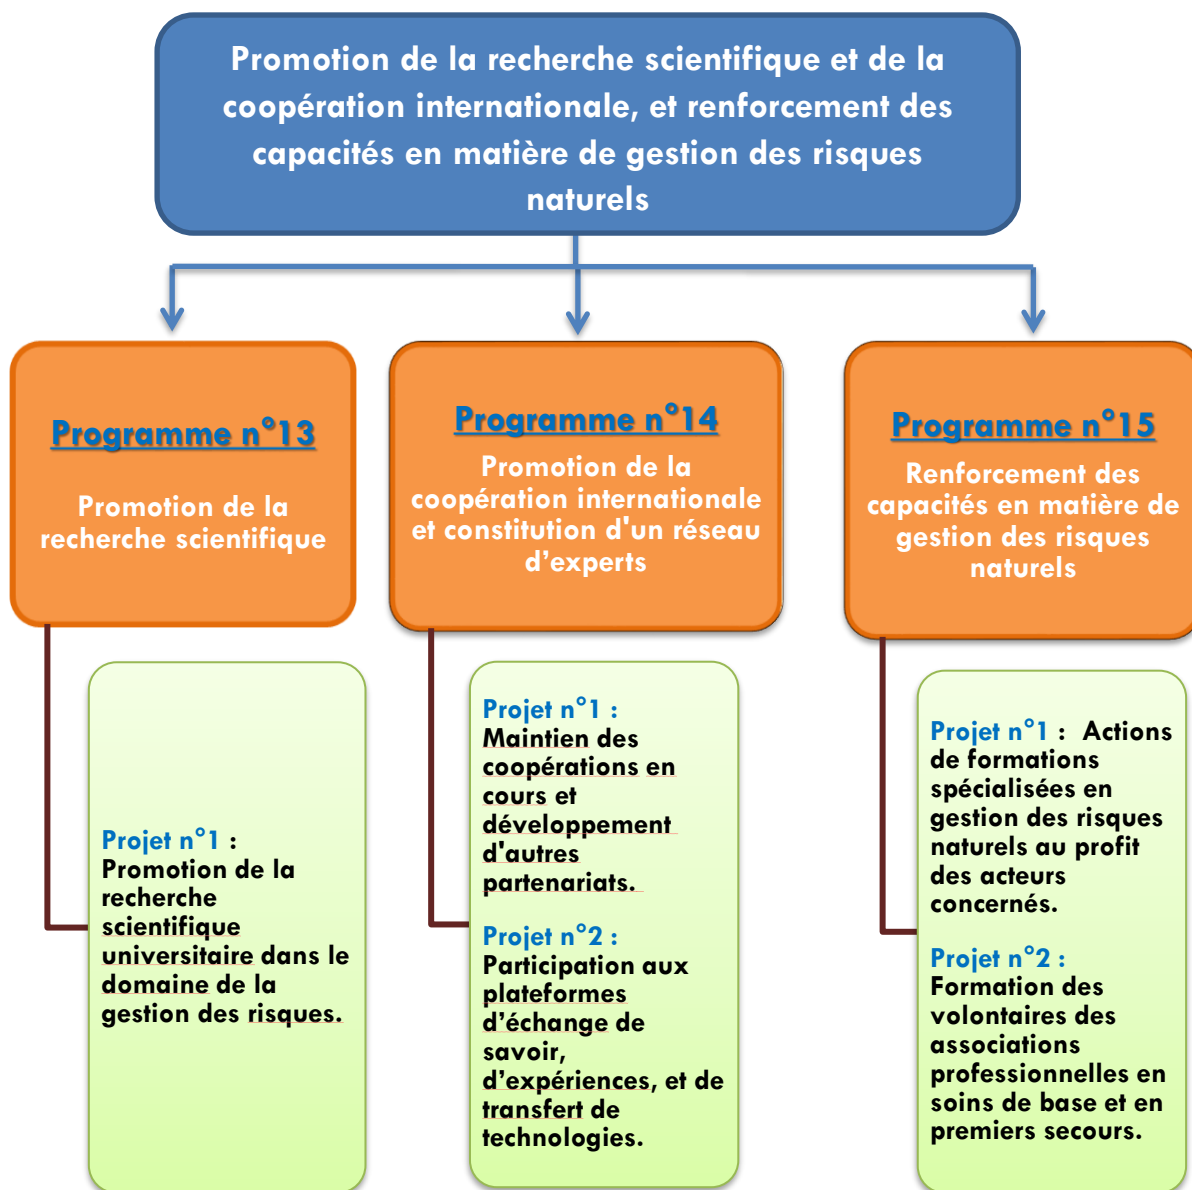 Promotion de la recherche scientifique et de la
coopération internationale, et renforcement des
capacités en matière de gestion des risques
naturels
Programme n°13
Promotion de la
recherche scientifique
Programme n°14
Promotion de la
coopération internationale
et constitution d'un réseau
d’experts
Programme n°15
Renforcement des
capacités en matière de
gestion des risques
naturels
Projet n°1 :
Promotion de la
recherche
scientifique
universitaire dans le
domaine de la
gestion des risques.
Projet n°1 :
Maintien des
coopérations en
cours et
développement
d'autres
partenariats.
Projet n°2 :
Participation aux
plateformes
d’échange de
savoir,
d’expériences, et de
transfert de
technologies.
Projet n°1 : Actions
de formations
spécialisées en
gestion des risques
naturels au profit
des acteurs
concernés.
Projet n°2 :
Formation des
volontaires des
associations
professionnelles en
soins de base et en
premiers secours.